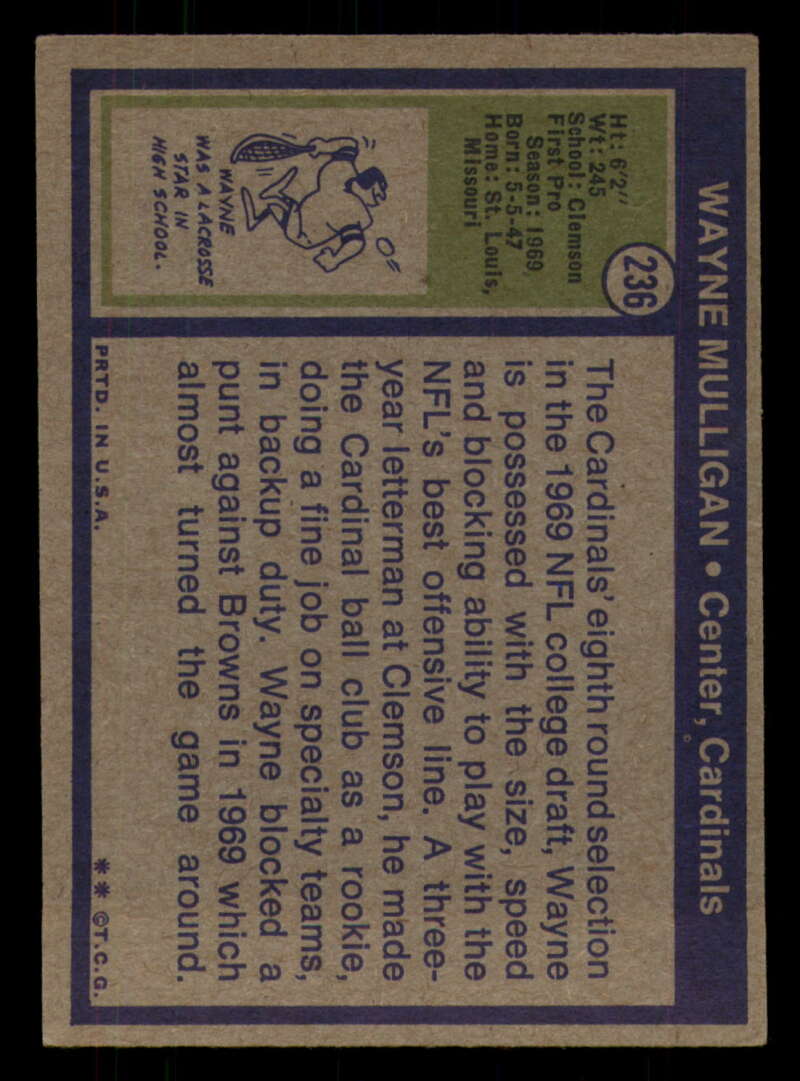 WAYNE MULLIGAN • Center, Cardinals
236
Ht: 6'2"
Wt: 245
School: Clemson
First Pro
Season: 1969
Born: 5-5-47
Home: St. Louis,
Missouri
WAYNE
WAS A LACROSSE
STAR IN
HIGH SCHOOL.
The Cardinals' eighth round selection
in the 1969 NFL college draft, Wayne
is possessed with the size, speed
and blocking ability to play with the
NFL's best offensive line. A three-
year letterman at Clemson, he made
the Cardinal ball club as a rookie,
doing a fine job on specialty teams,
in backup duty. Wayne blocked a
punt against Browns in 1969 which
almost turned the game around.
PRTD. IN U.S.A.
** ©T.C.G.